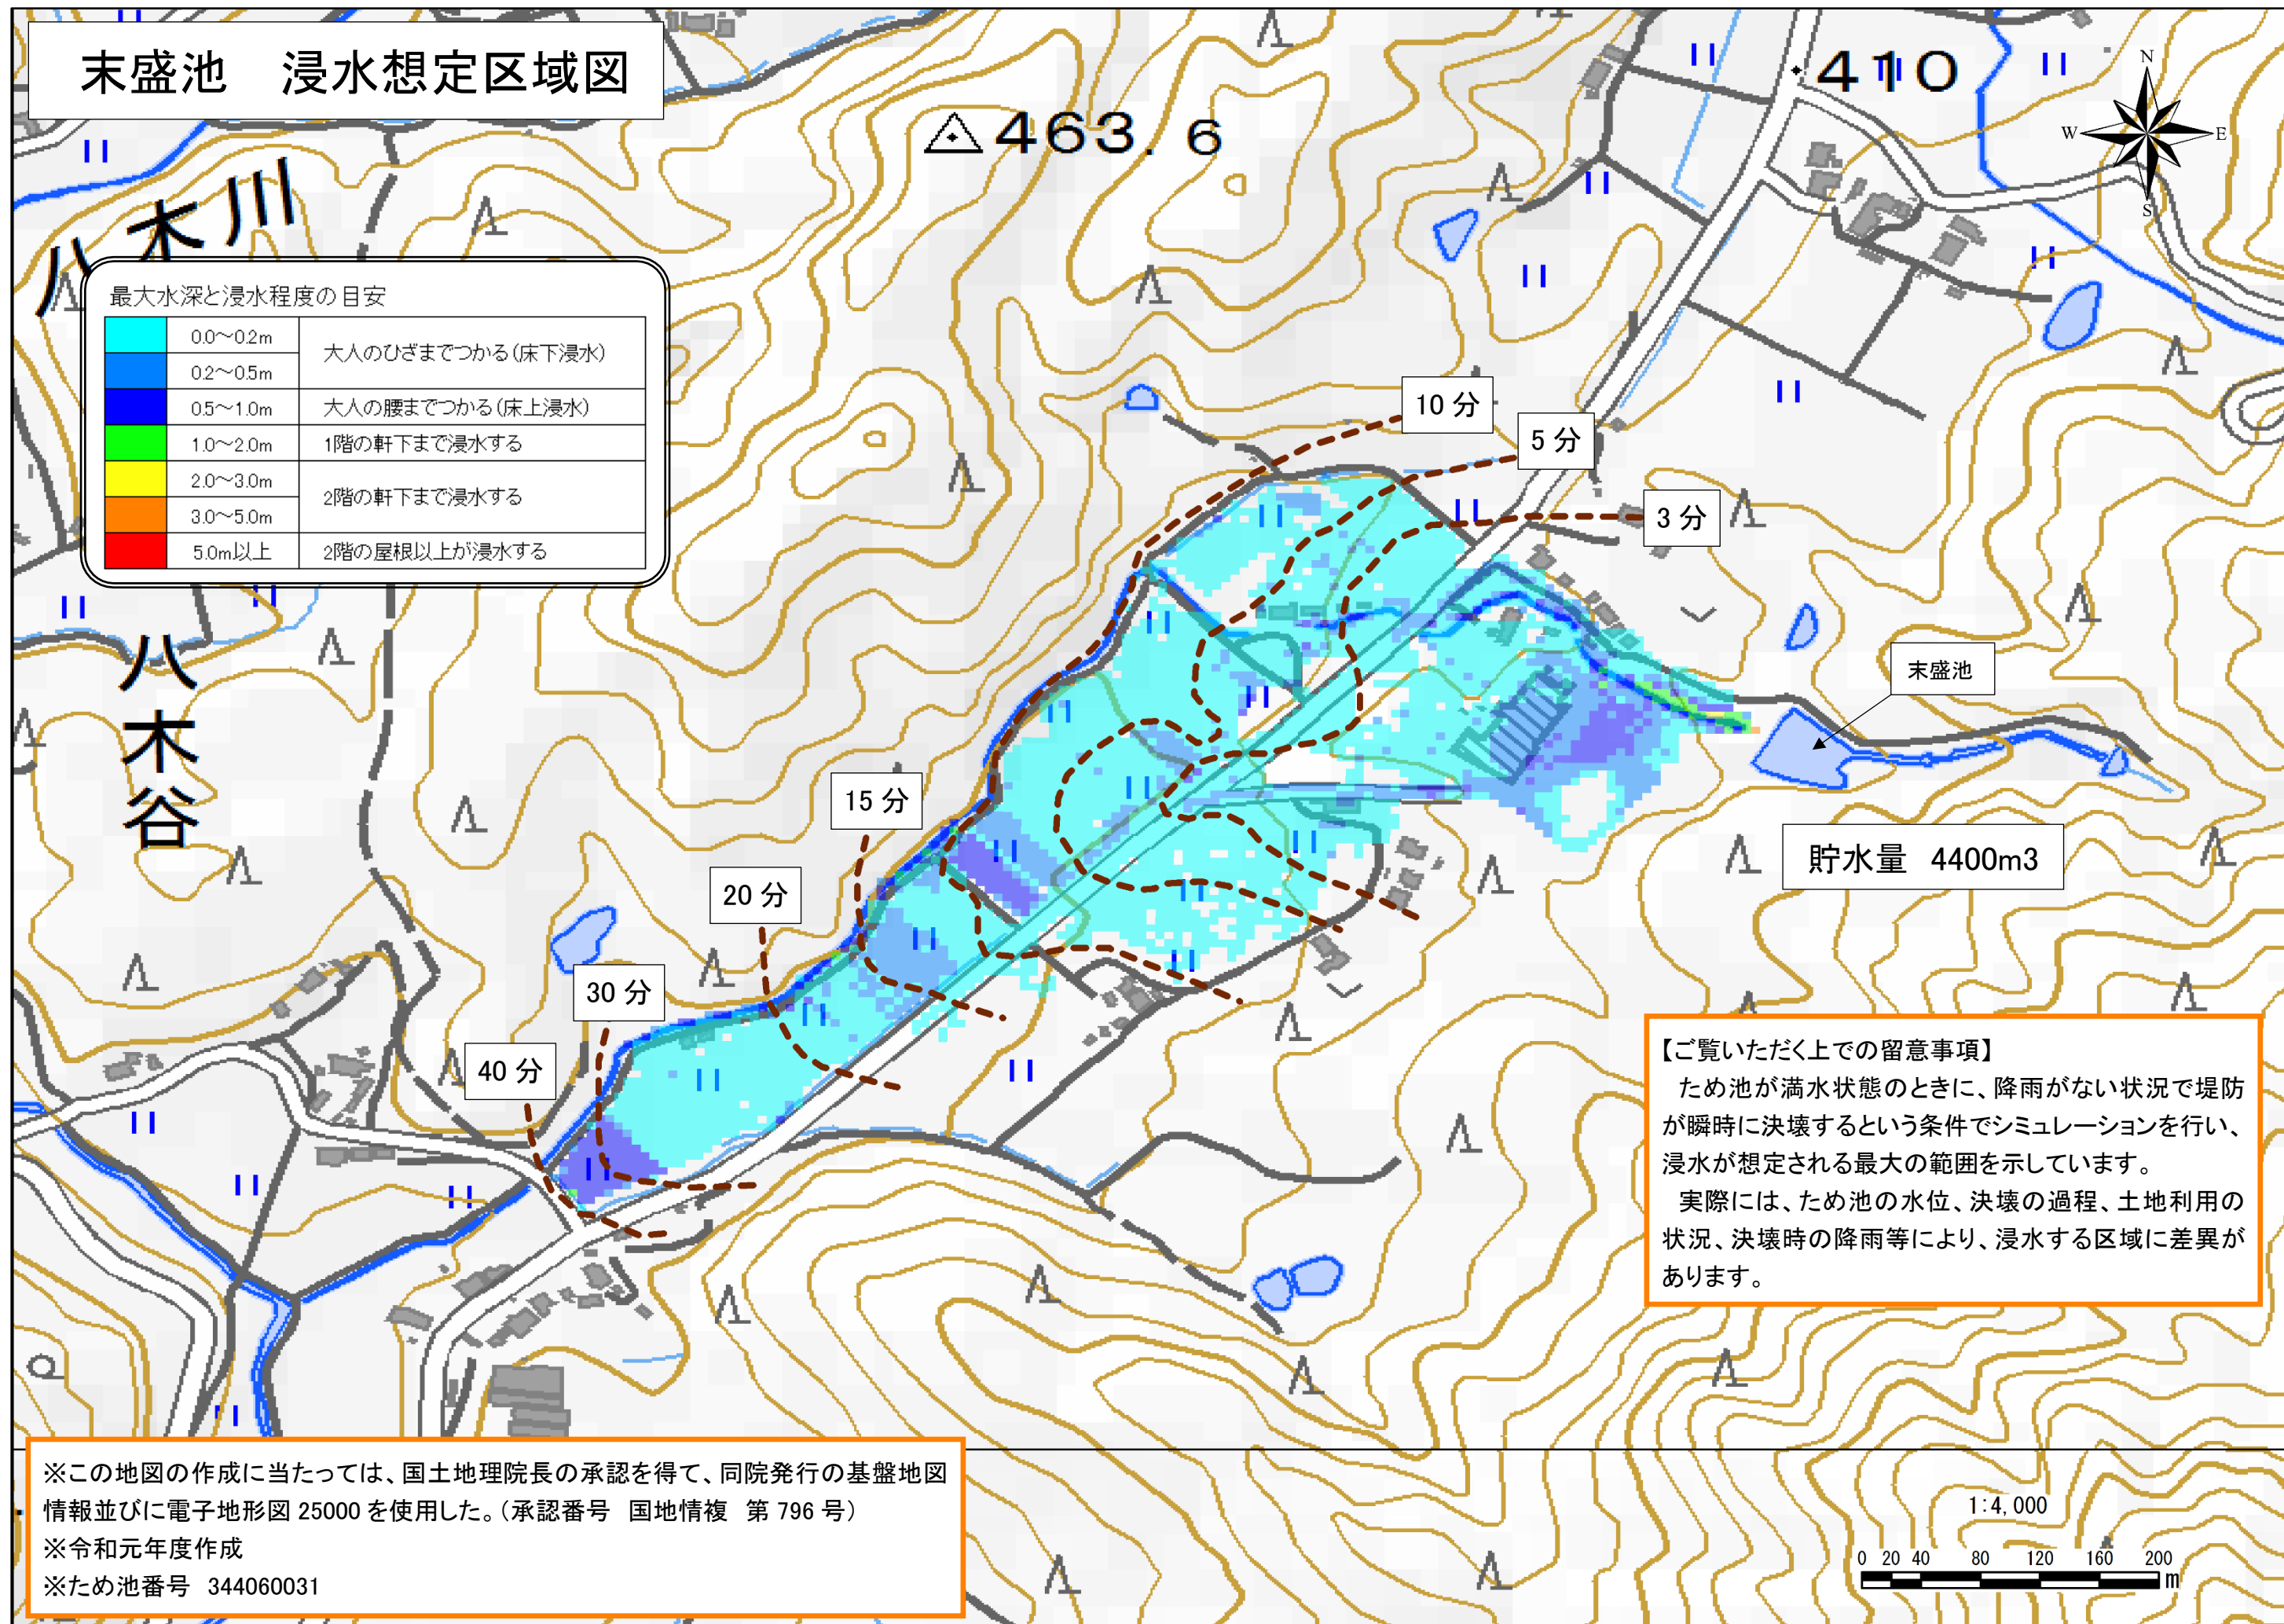 末盛池　浸水想定区域図
463.6
410
N
W
E
S
八木川
最大水深と浸水程度の目安
0.0～0.2m
大人のひざまでつかる(床下浸水)
0.2～0.5m
0.5～1.0m
大人の腰までつかる(床上浸水)
1.0～2.0m
1階の軒下まで浸水する
2.0～3.0m
2階の軒下まで浸水する
3.0～5.0m
5.0m以上
2階の屋根以上が浸水する
10分
5分
3分
八木谷
末盛池
15分
貯水量　4400m3
20分
30分
40分
【ご覧いただく上での留意事項】
　ため池が満水状態のときに、降雨がない状況で堤防
が瞬時に決壊するという条件でシミュレーションを行い、
浸水が想定される最大の範囲を示しています。
　実際には、ため池の水位、決壊の過程、土地利用の
状況、決壊時の降雨等により、浸水する区域に差異が
あります。
※この地図の作成に当たっては、国土地理院長の承認を得て、同院発行の基盤地図
情報並びに電子地形図25000を使用した。（承認番号　国地情複　第796号）
※令和元年度作成
※ため池番号　344060031
1:4,000
0 20 40 80 120 160 200
m